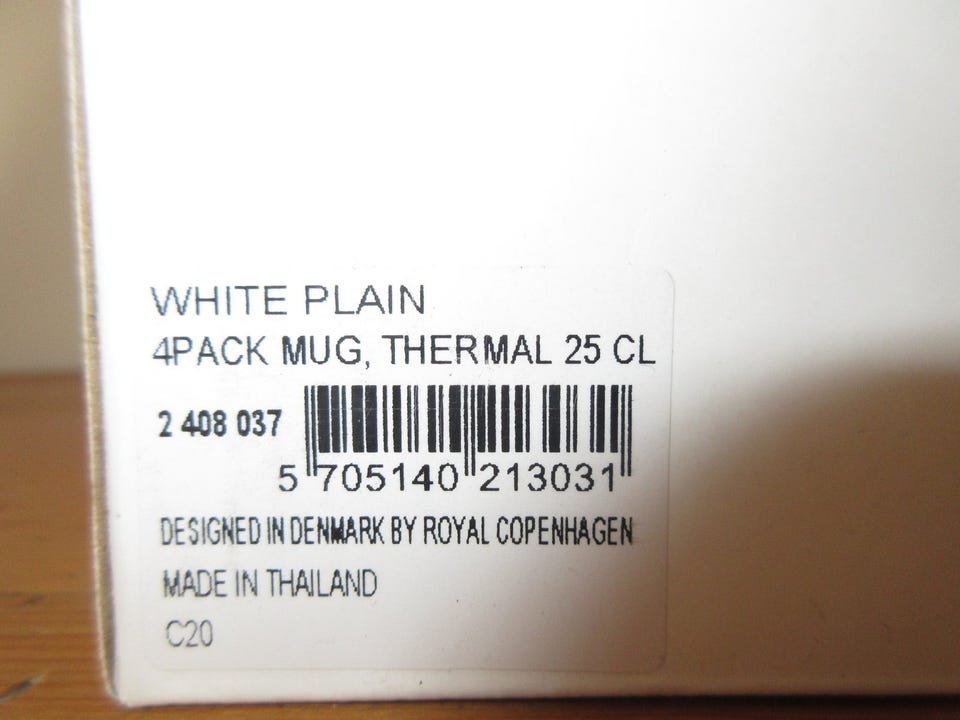 WHITE PLAIN
4PACK MUG, THERMAL 25 CL
2 408 037
5 705140 213031
DESIGNED IN DENMARK BY ROYAL COPENHAGEN
MADE IN THAILAND
C20